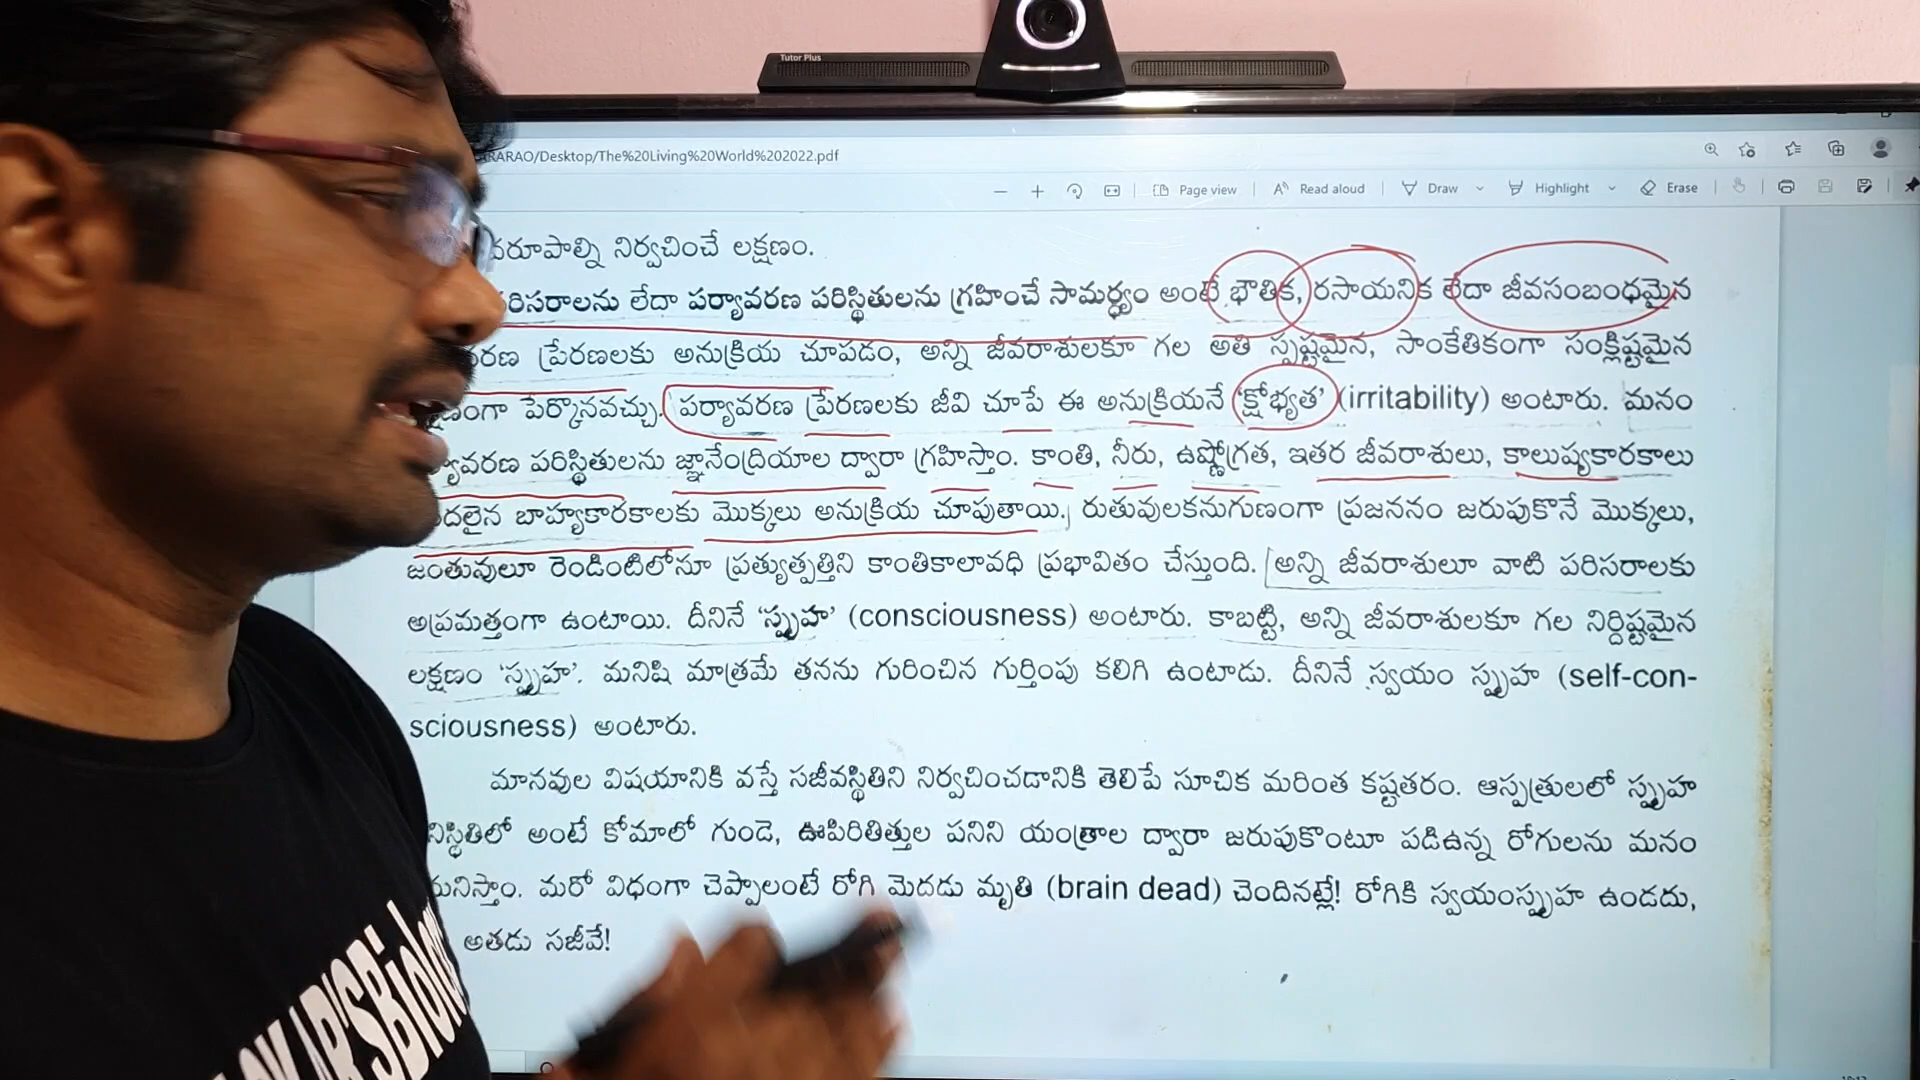 Tutor Plus
RARAO/Desktop/The%20Living%20World%202022.pdf
Page view Read aloud Draw Highlight Erase
నిర్వచించే లక్షణం.
లేదా పర్యావరణ పరిస్థితులను గ్రహించే సామర్థ్యం అంటే భౌతిక, రసాయనిక లేదా జీవసంబంధమైన
ప్రేరణలకు అనుక్రియ చూపడం, అన్ని జీవరాశులకూ గల అతి స్పష్టమైన, సాంకేతికంగా సంక్లిష్టమైన
పేర్కొనవచ్చు. పర్యావరణ ప్రేరణలకు జీవి చూపే ఈ అనుక్రియనే ‘క్షోభ్యత’ (irritability) అంటారు. మనం
పరిస్థితులను జ్ఞానేంద్రియాల ద్వారా గ్రహిస్తాం. కాంతి, నీరు, ఉష్ణోగ్రత, ఇతర జీవరాశులు, కాలుష్యకారకాలు
బాహ్యకారకాలకు మొక్కలు అనుక్రియ చూపుతాయి. రుతువులకనుగుణంగా ప్రజననం జరుపుకొనే మొక్కలు,
జంతువులూ రెండింటిలోనూ ప్రత్యుత్పత్తిని కాంతికాలావధి ప్రభావితం చేస్తుంది. అన్ని జీవరాశులూ వాటి పరిసరాలకు
అప్రమత్తంగా ఉంటాయి. దీనినే ‘స్పృహ’ (consciousness) అంటారు. కాబట్టి, అన్ని జీవరాశులకూ గల నిర్దిష్టమైన
లక్షణం ‘స్పృహ’. మనిషి మాత్రమే తనను గురించిన గుర్తింపు కలిగి ఉంటాడు. దీనినే స్వయం స్పృహ (self-con-
sciousness) అంటారు.
మానవుల విషయానికి వస్తే సజీవస్థితిని నిర్వచించడానికి తెలిపే సూచిక మరింత కష్టతరం. ఆస్పత్రులలో స్పృహ
అంటే కోమాలో గుండె, ఊపిరితిత్తుల పనిని యంత్రాల ద్వారా జరుపుకొంటూ పడిఉన్న రోగులను మనం
మరో విధంగా చెప్పాలంటే రోగి మెదడు మృతి (brain dead) చెందినట్లే! రోగికి స్వయంస్పృహ ఉండదు,
అతడు సజీవే!